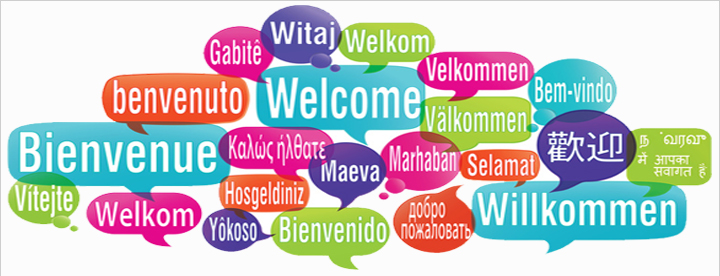 Witaj
Gabitê
Welkom
Velkommen
benvenuto
Welcome
Bem-vindo
Välkommen
Bienvenue
Καλώς ήλθατε
Maeva
Marhaban
Selamat
歡迎
में आपका
स्वागत है
Vítejte
Welkom
Hosgeldiniz
Yôkoso
Bienvenido
добро
пожаловать
Willkommen